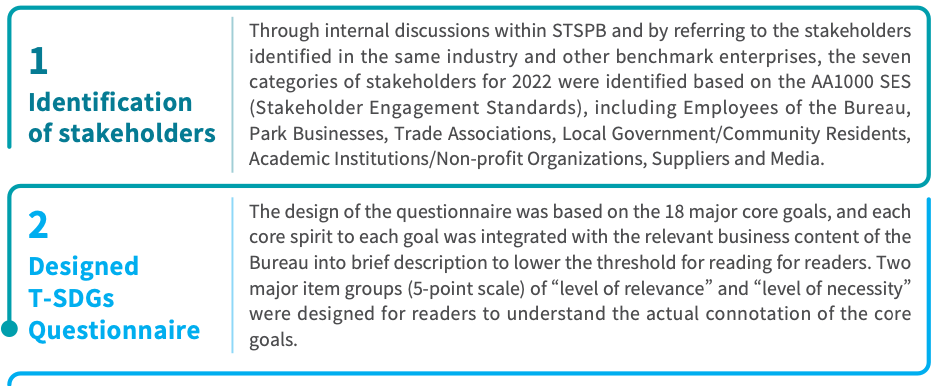 1
Identification
of stakeholders
Through internal discussions within STSPB and by referring to the stakeholders
identified in the same industry and other benchmark enterprises, the seven
categories of stakeholders for 2022 were identified based on the AA1000 SES
(Stakeholder Engagement Standards), including Employees of the Bureau,
Park Businesses, Trade Associations, Local Government/Community Residents,
Academic Institutions/Non-profit Organizations, Suppliers and Media.
2
Designed
T-SDGs
Questionnaire
The design of the questionnaire was based on the 18 major core goals, and each
core spirit to each goal was integrated with the relevant business content of the
Bureau into brief description to lower the threshold for reading for readers. Two
major item groups (5-point scale) of “level of relevance” and “level of necessity”
were designed for readers to understand the actual connotation of the core
goals.